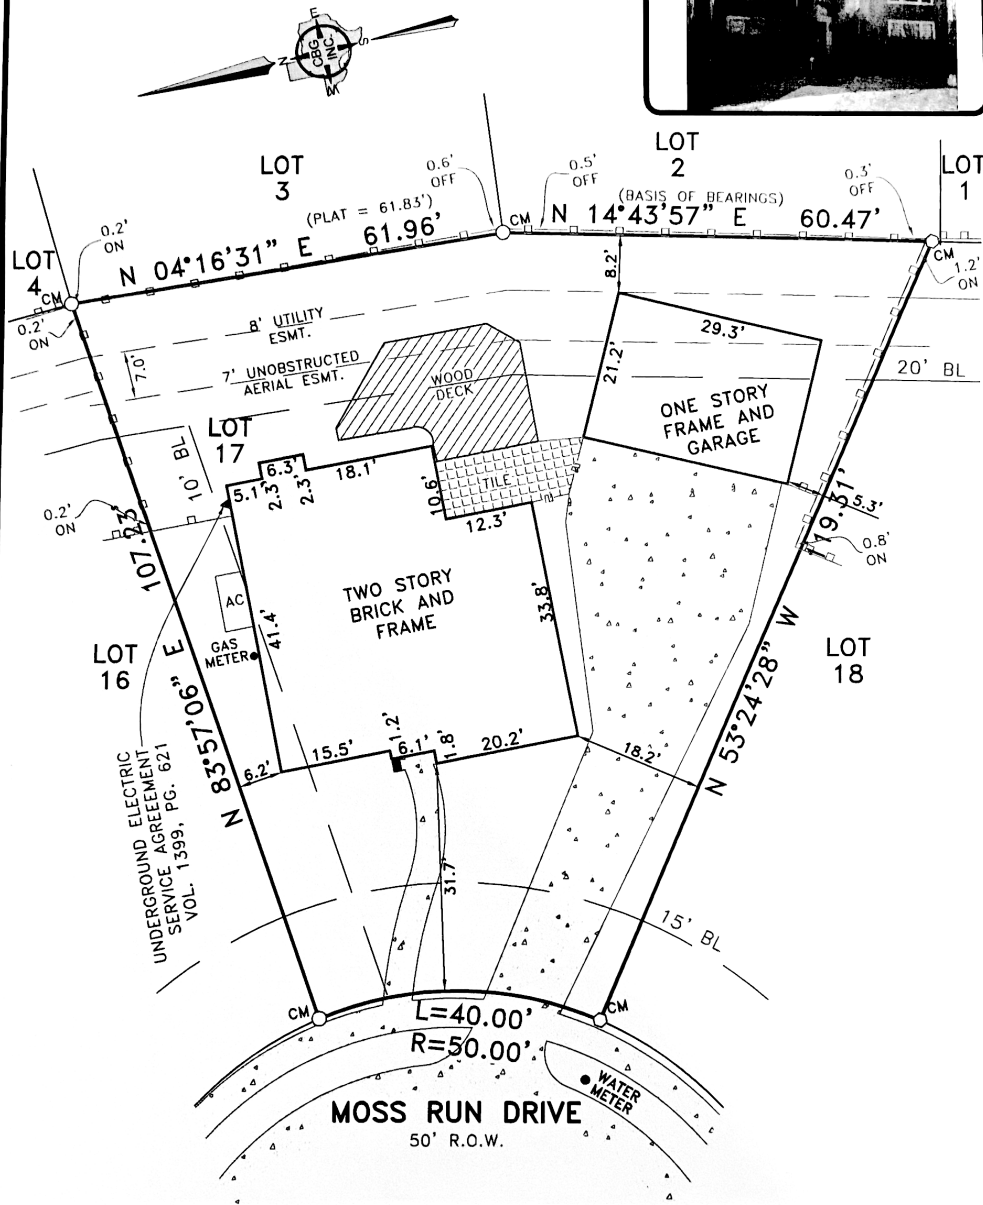 E
N
S
W
CBG
INC.
LOT
3
LOT
2
LOT
1
LOT
4
0.6'
OFF
0.5'
OFF
0.3'
OFF
(PLAT = 61.83')
(BASIS OF BEARINGS)
N 04°16'31" E 61.96'
CM
N 14°43'57" E 60.47'
CM
0.2'
ON
CM
0.2'
ON
1.2'
ON
8.2'
8' UTILITY
ESMT.
7.0'
7' UNOBSTRUCTED
AERIAL ESMT.
WOOD
DECK
29.3'
21.2'
20' BL
ONE STORY
FRAME AND
GARAGE
LOT
17
10' BL
6.3'
5.1'
2.3'
2.3'
18.1'
10.6'
TILE
12.3'
5.3'
119.31'
0.8'
ON
0.2'
ON
107.23'
TWO STORY
BRICK AND
FRAME
33.8'
AC
41.4'
GAS
METER
LOT
16
LOT
18
N 83°57'06" E
N 53°24'28" W
15.5'
1.2'
6.1'
1.8'
20.2'
18.2'
6.2'
UNDERGROUND ELECTRIC
SERVICE AGREEEMENT
VOL. 1399, PG. 621
31.7'
15' BL
CM
CM
L=40.00'
R=50.00'
WATER
METER
MOSS RUN DRIVE
50' R.O.W.